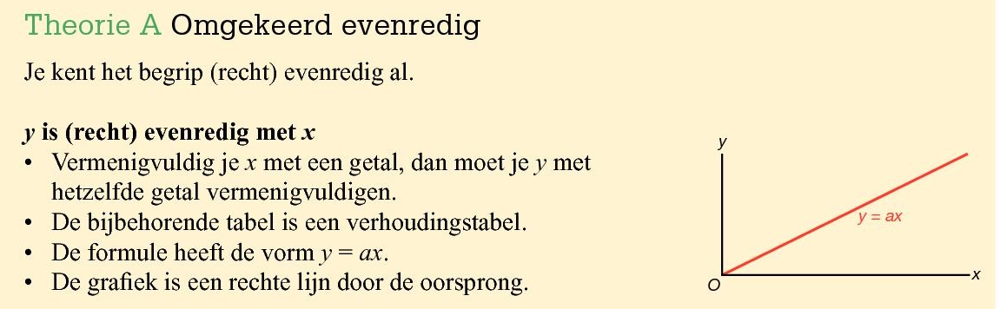 Theorie A Omgekeerd evenredig
Je kent het begrip (recht) evenredig al.
y is (recht) evenredig met x
• Vermenigvuldig je x met een getal, dan moet je y met
hetzelfde getal vermenigvuldigen.
• De bijbehorende tabel is een verhoudingstabel.
• De formule heeft de vorm y = ax.
• De grafiek is een rechte lijn door de oorsprong.
y
y = ax
O
x